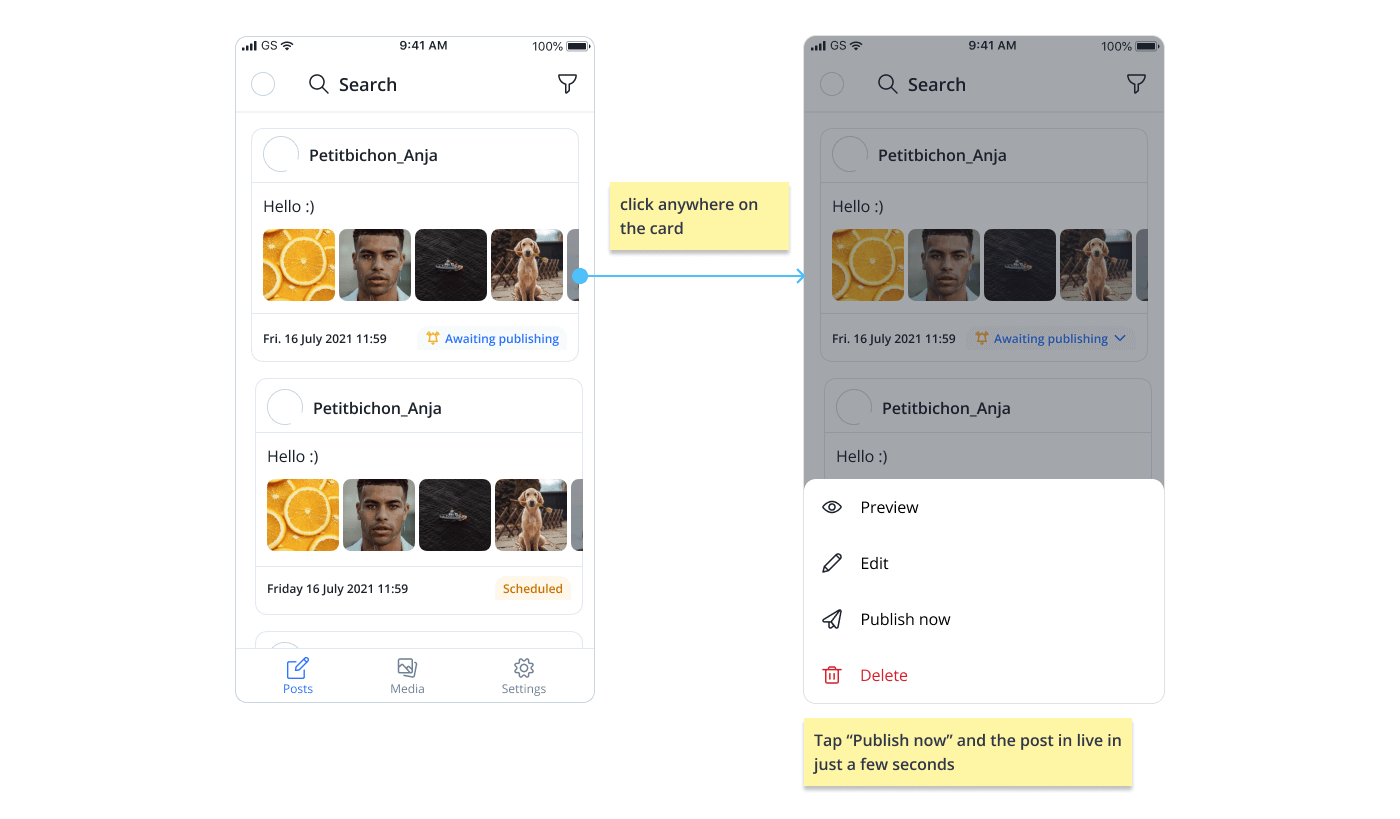 GS 9:41 AM 100%
Search
Petitbichon_Anja
Hello :)
Fri. 16 July 2021 11:59 Awaiting publishing
Petitbichon_Anja
Hello :)
Friday 16 July 2021 11:59 Scheduled
Posts Media Settings
click anywhere on
the card
GS 9:41 AM 100%
Search
Petitbichon_Anja
Hello :)
Fri. 16 July 2021 11:59 Awaiting publishing
Petitbichon_Anja
Hello :)
Preview
Edit
Publish now
Delete
Tap “Publish now” and the post in live in
just a few seconds